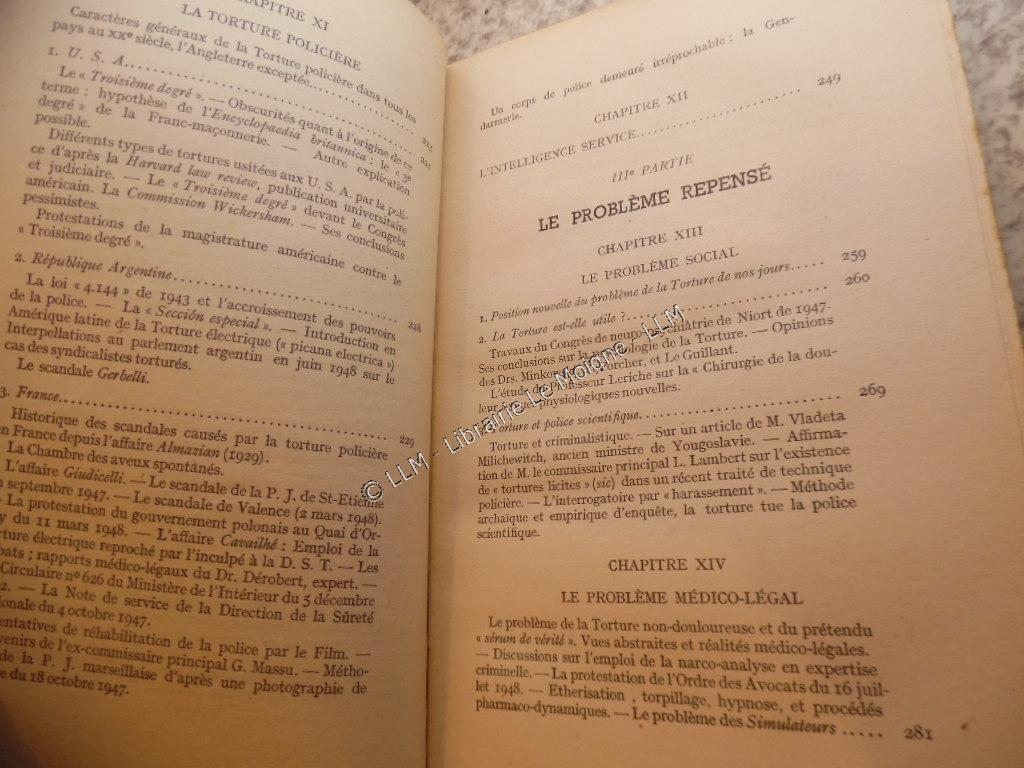 CHAPITRE XI
LA TORTURE POLICIÈRE
Caractères généraux de la Torture policière dans tous les
pays au XXe siècle, l'Angleterre exceptée
1. U. S. A.
Le « Troisième degré ». — Obscurités quant à l'origine de ce
terme : hypothèse de l'Encyclopaedia britannica : le « 3e
degré » de la Franc-maçonnerie. — Autre explication
possible.
Différents types de tortures usitées aux U. S. A. par la poli-
ce d'après la Harvard law review, publication universitaire
et judiciaire. — Le « Troisième degré » devant le Congrès
américain. La Commission Wickersham. — Ses conclusions
pessimistes.
Protestations de la magistrature américaine contre le
« Troisième degré ».
2. République Argentine 228
La loi « 4.144 » de 1943 et l'accroissement des pouvoirs
de la police. — La « Sección especial ». — Introduction en
Amérique latine de la Torture électrique (« picana electrica »)
Interpellations au parlement argentin en juin 1948 sur le
cas des syndicalistes torturés.
Le scandale Gerbelli.
3. France 229
Historique des scandales causés par la torture policière
en France depuis l'affaire Almazian (1929).
La Chambre des aveux spontanés.
L'affaire Giudicelli. — Le scandale de la P. J. de St-Etienne
septembre 1947. — Le scandale de Valence (2 mars 1948).
La protestation du gouvernement polonais au Quai d'Or-
y du 11 mars 1948. — L'affaire Cavailhé : Emploi de la
rture électrique reproché par l'inculpé à la D. S. T. — Les
bats ; rapports médico-légaux du Dr. Dérobert, expert. —
Circulaire no 626 du Ministère de l'Intérieur du 5 décembre
2. — La Note de service de la Direction de la Sûreté
ionale du 4 octobre 1947.
entatives de réhabilitation de la police par le Film. —
venirs de l'ex-commissaire principal G. Massu. — Métho-
de la P. J. marseillaise d'après une photographie de
e du 18 octobre 1947.
Un corps de police demeuré irréprochable : la Gen-
darmerie.
CHAPITRE XII
L'INTELLIGENCE SERVICE 249
IIIe PARTIE
LE PROBLÈME REPENSÉ
CHAPITRE XIII
LE PROBLÈME SOCIAL
1. Position nouvelle du problème de la Torture de nos jours 259
2. La Torture est-elle utile ? 260
Travaux du Congrès de neuro-psychiâtrie de Niort de 1947.
Ses conclusions sur la de la Torture. — Opinions
des Drs. Porcher, et Le Guillant.
L'étude du Professeur Leriche sur la « Chirurgie de la dou-
leur physiologiques nouvelles.
Torture et police scientifique 269
Torture et criminalistique. — Sur un article de M. Vladeta
Milichewitch, ancien ministre de Yougoslavie. — Affirma-
tion de M. le commissaire principal L. Lambert sur l'existence
de « tortures licites » (sic) dans un récent traité de technique
policière. — L'interrogatoire par « harassement ». — Méthode
archaïque et empirique d'enquête, la torture tue la police
scientifique.
CHAPITRE XIV
LE PROBLÈME MÉDICO-LÉGAL
Le problème de la Torture non-douloureuse et du prétendu
« sérum de vérité ». Vues abstraites et réalités médico-légales.
— Discussions sur l'emploi de la narco-analyse en expertise
criminelle. — La protestation de l'Ordre des Avocats du 16 juil-
let 1948. — Etherisation, torpillage, hypnose, et procédés
pharmaco-dynamiques. — Le problème des Simulateurs ..... 281
© LLM - Librairie Le Molène - LLM